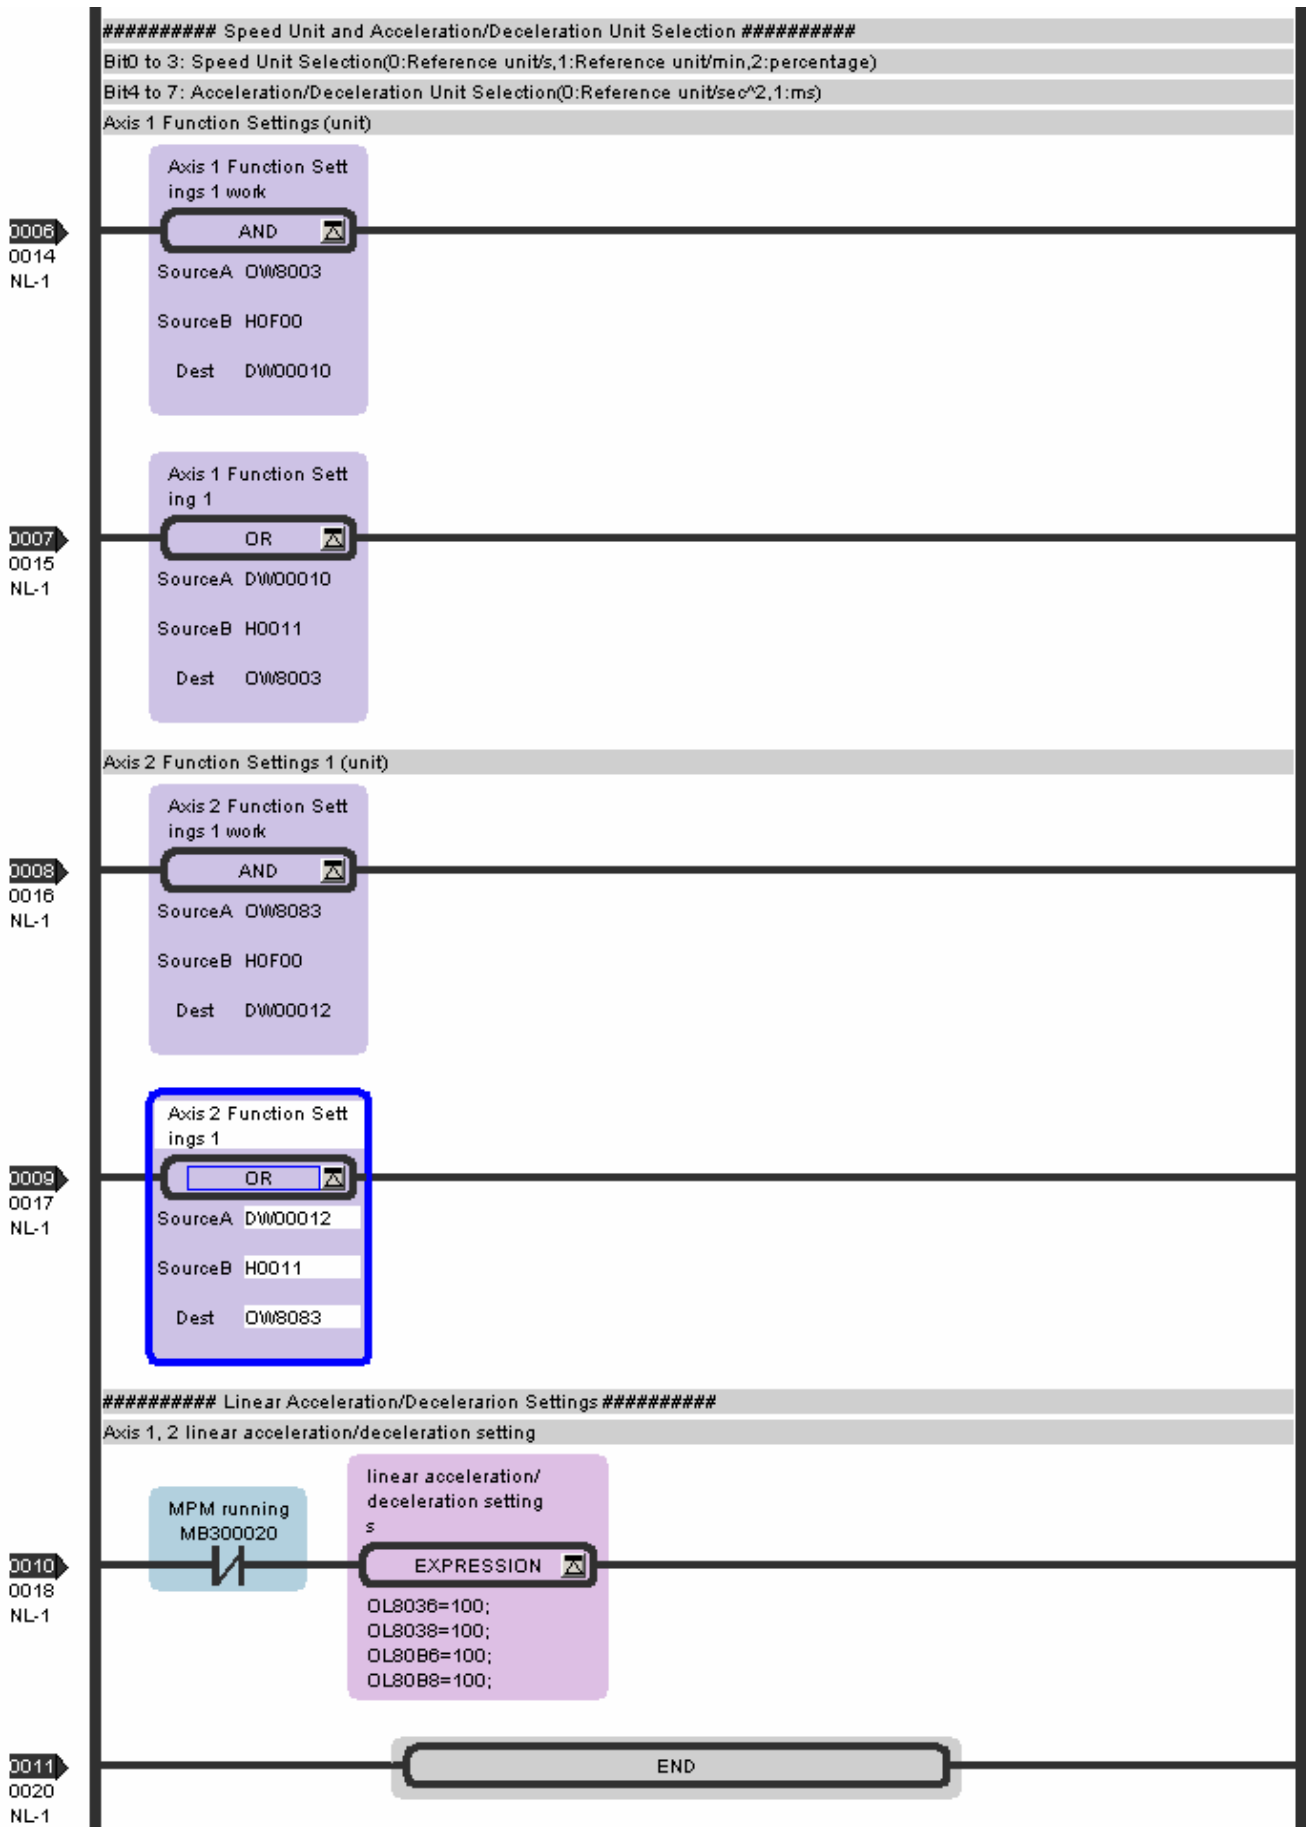 ########## Speed Unit and Acceleration/Deceleration Unit Selection ##########
Bit0 to 3: Speed Unit Selection(0:Reference unit/s,1:Reference unit/min,2:percentage)
Bit4 to 7: Acceleration/Deceleration Unit Selection(0:Reference unit/sec^2,1:ms)
Axis 1 Function Settings (unit)
Axis 1 Function Sett
ings 1 work
0006
AND
0014
NL-1
SourceA OW8003
SourceB H0F00
Dest DW00010
Axis 1 Function Sett
ing 1
0007
OR
0015
NL-1
SourceA DW00010
SourceB H0011
Dest OW8003
Axis 2 Function Settings 1 (unit)
Axis 2 Function Sett
ings 1 work
0008
AND
0016
NL-1
SourceA OW8083
SourceB H0F00
Dest DW00012
Axis 2 Function Sett
ings 1
0009
OR
0017
NL-1
SourceA DW00012
SourceB H0011
Dest OW8083
########## Linear Acceleration/Decelerarion Settings ##########
Axis 1, 2 linear acceleration/deceleration setting
linear acceleration/
deceleration setting
s
MPM running
MB300020
0010
EXPRESSION
0018
NL-1
OL8036=100;
OL8038=100;
OL80B6=100;
OL80B8=100;
0011
END
0020
NL-1